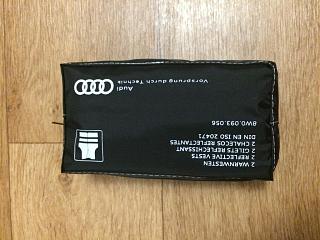 2 WARNWESTEN
2 REFLECTIVE VESTS
2 GILETS REFLECHISSANT
2 CHALECOS REFLECTANTES
DIN EN ISO 20471
8W0.093.056
Audi
Vorsprung durch Technik